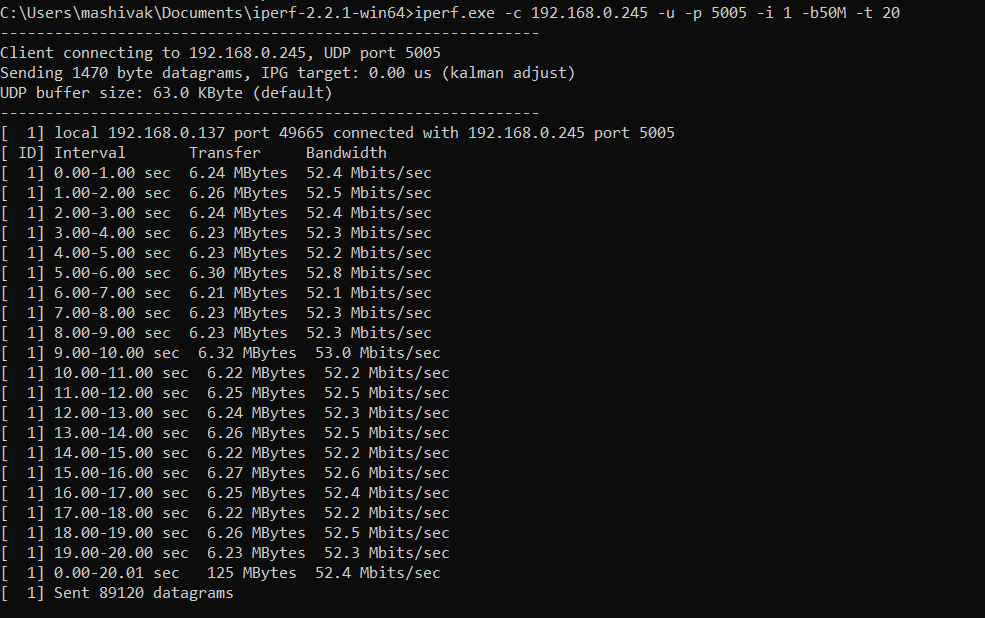 C:\Users\mashivak\Documents\iperf-2.2.1-win64>iperf.exe -c 192.168.0.245 -u -p 5005 -i 1 -b50M -t 20
------------------------------------------------------------
Client connecting to 192.168.0.245, UDP port 5005
Sending 1470 byte datagrams, IPG target: 0.00 us (kalman adjust)
UDP buffer size: 63.0 KByte (default)
------------------------------------------------------------
[  1] local 192.168.0.137 port 49665 connected with 192.168.0.245 port 5005
[ ID] Interval       Transfer     Bandwidth
[  1] 0.00-1.00 sec  6.24 MBytes  52.4 Mbits/sec
[  1] 1.00-2.00 sec  6.26 MBytes  52.5 Mbits/sec
[  1] 2.00-3.00 sec  6.24 MBytes  52.4 Mbits/sec
[  1] 3.00-4.00 sec  6.23 MBytes  52.3 Mbits/sec
[  1] 4.00-5.00 sec  6.23 MBytes  52.2 Mbits/sec
[  1] 5.00-6.00 sec  6.30 MBytes  52.8 Mbits/sec
[  1] 6.00-7.00 sec  6.21 MBytes  52.1 Mbits/sec
[  1] 7.00-8.00 sec  6.23 MBytes  52.3 Mbits/sec
[  1] 8.00-9.00 sec  6.23 MBytes  52.3 Mbits/sec
[  1] 9.00-10.00 sec  6.32 MBytes  53.0 Mbits/sec
[  1] 10.00-11.00 sec  6.22 MBytes  52.2 Mbits/sec
[  1] 11.00-12.00 sec  6.25 MBytes  52.5 Mbits/sec
[  1] 12.00-13.00 sec  6.24 MBytes  52.3 Mbits/sec
[  1] 13.00-14.00 sec  6.26 MBytes  52.5 Mbits/sec
[  1] 14.00-15.00 sec  6.22 MBytes  52.2 Mbits/sec
[  1] 15.00-16.00 sec  6.27 MBytes  52.6 Mbits/sec
[  1] 16.00-17.00 sec  6.25 MBytes  52.4 Mbits/sec
[  1] 17.00-18.00 sec  6.22 MBytes  52.2 Mbits/sec
[  1] 18.00-19.00 sec  6.26 MBytes  52.5 Mbits/sec
[  1] 19.00-20.00 sec  6.23 MBytes  52.3 Mbits/sec
[  1] 0.00-20.01 sec   125 MBytes  52.4 Mbits/sec
[  1] Sent 89120 datagrams